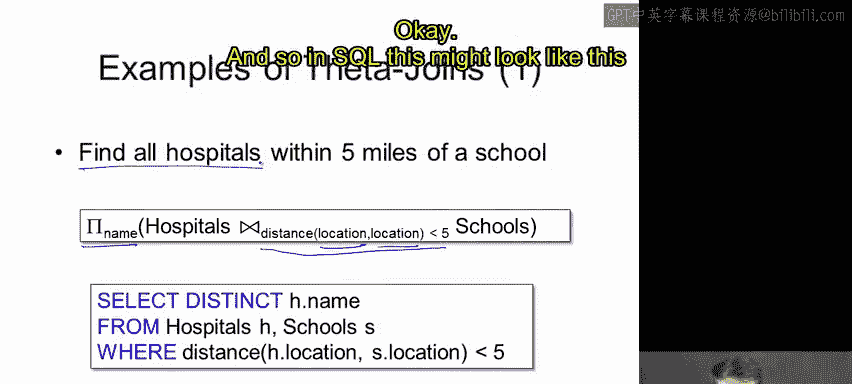 GPT中英字幕课程资源@bilibili.com
Okay.
And so in SQL this might look like this
Examples of Theta-Joins (1)
• Find all hospitals within 5 miles of a school
Πname(Hospitals ⋈distance(location,location) < 5 Schools)
SELECT DISTINCT h.name
FROM Hospitals h, Schools s
WHERE distance(h.location, s.location) < 5